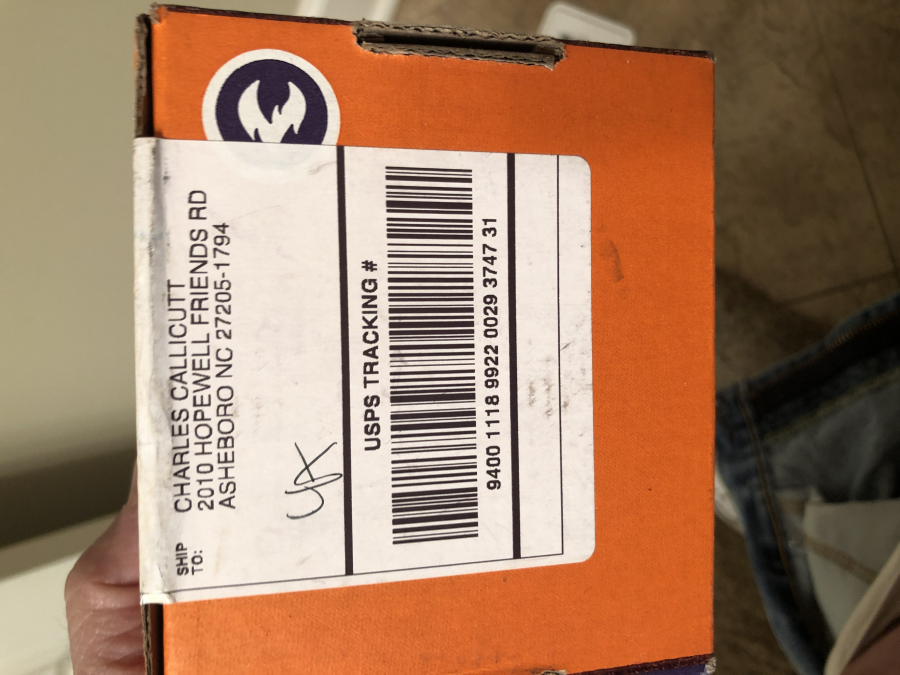 SHIP
TO:
CHARLES CALLICUTT
2010 HOPEWELL FRIENDS RD
ASHEBORO NC 27205-1794
USPS TRACKING #
9400 1118 9922 0029 3747 31